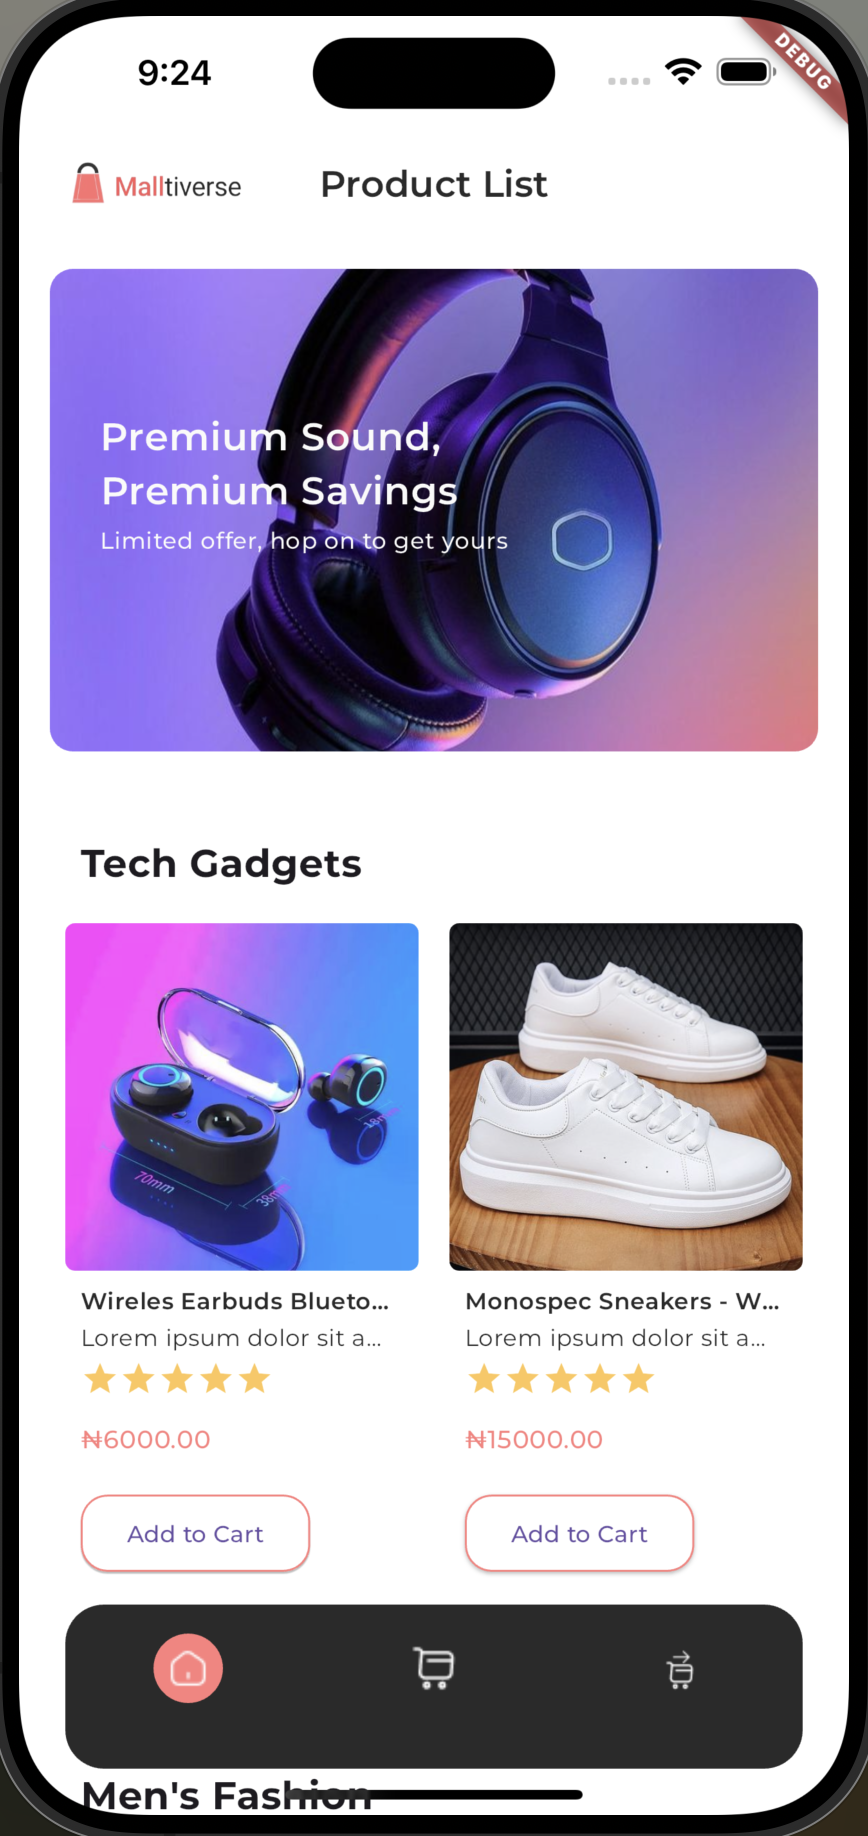 9:24
DEBUG
Malltiverse
Product List
Premium Sound,
Premium Savings
Limited offer, hop on to get yours
Tech Gadgets
70mm
38mm
18mm
Wireles Earbuds Blueto...
Monospec Sneakers - W...
Lorem ipsum dolor sit a...
Lorem ipsum dolor sit a...
₦6000.00
₦15000.00
Add to Cart
Add to Cart
Men's Fashion